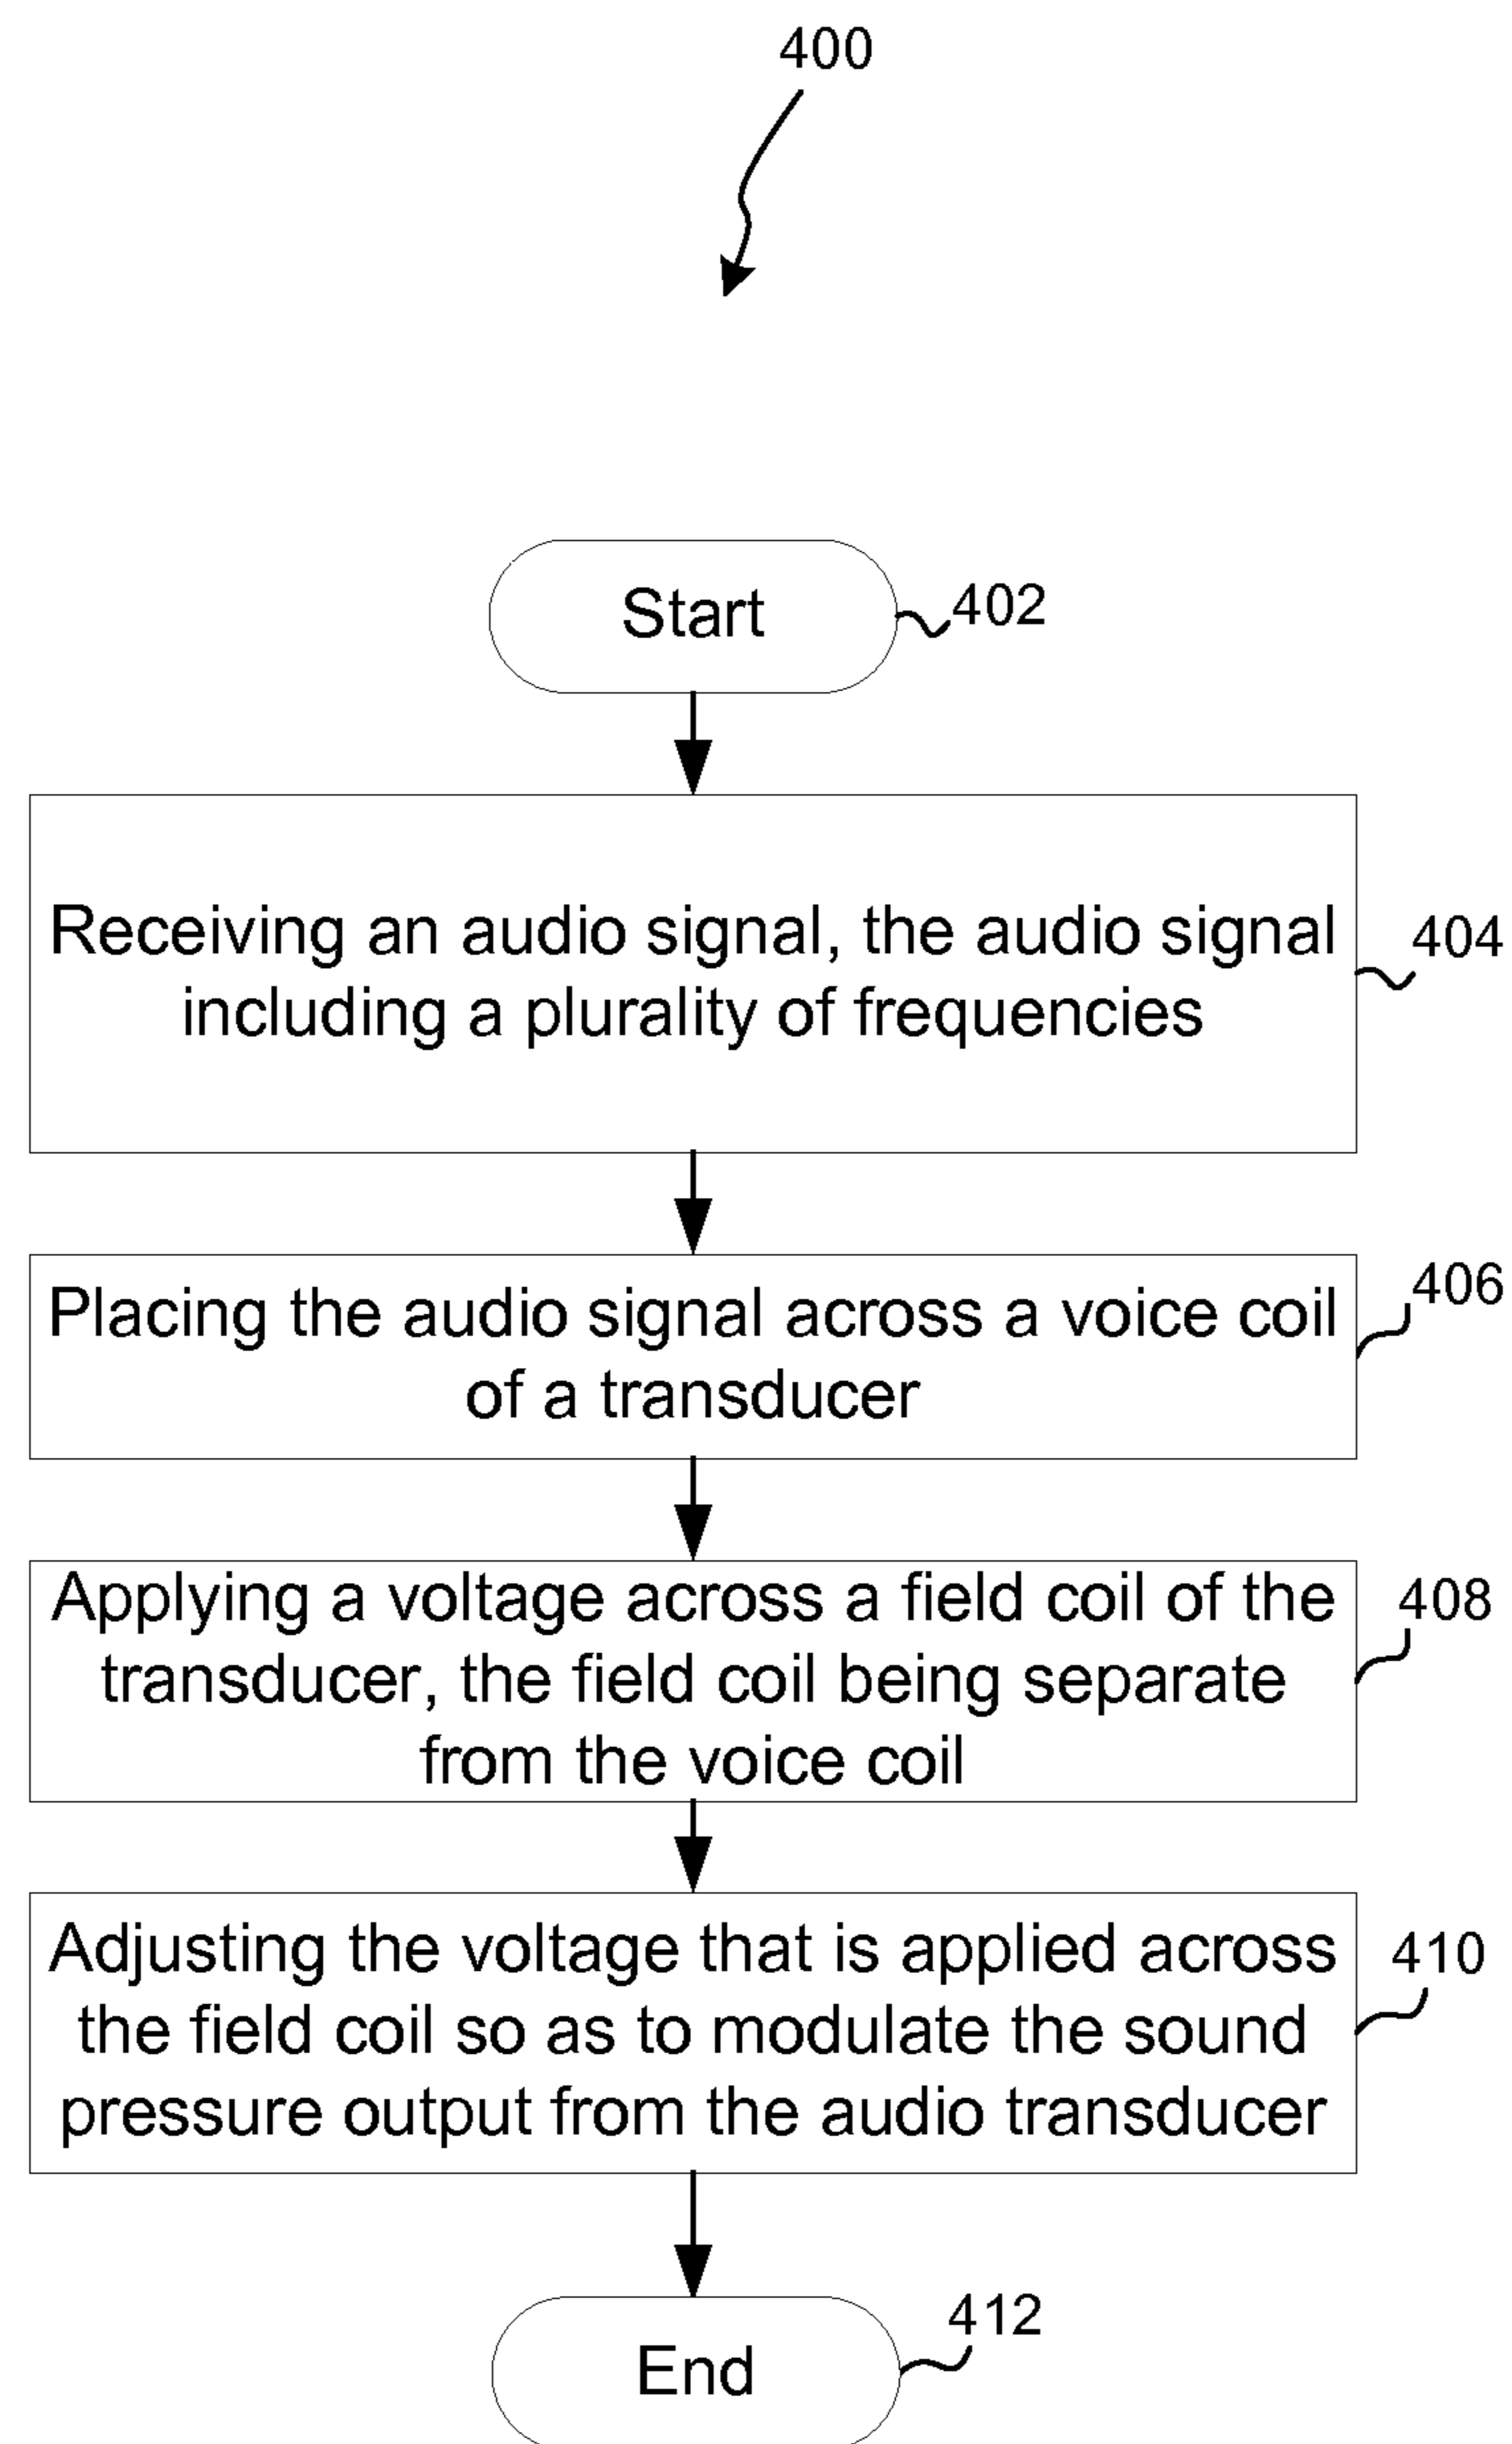 400
Start
402
Receiving an audio signal, the audio signal
including a plurality of frequencies
404
Placing the audio signal across a voice coil
of a transducer
406
Applying a voltage across a field coil of the
transducer, the field coil being separate
from the voice coil
408
Adjusting the voltage that is applied across
the field coil so as to modulate the sound
pressure output from the audio transducer
410
End
412